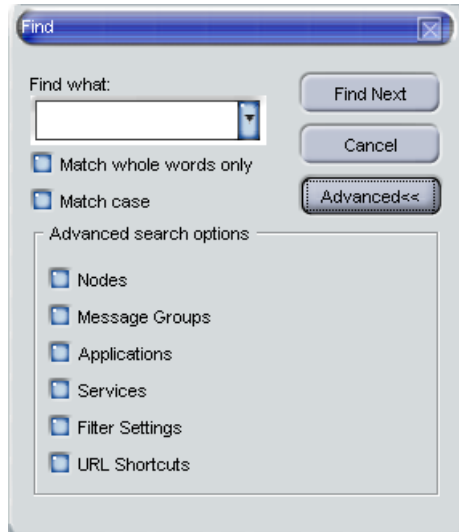 Find
Find what:
Find Next
Cancel
Match whole words only
Match case
Advanced<<
Advanced search options
Nodes
Message Groups
Applications
Services
Filter Settings
URL Shortcuts